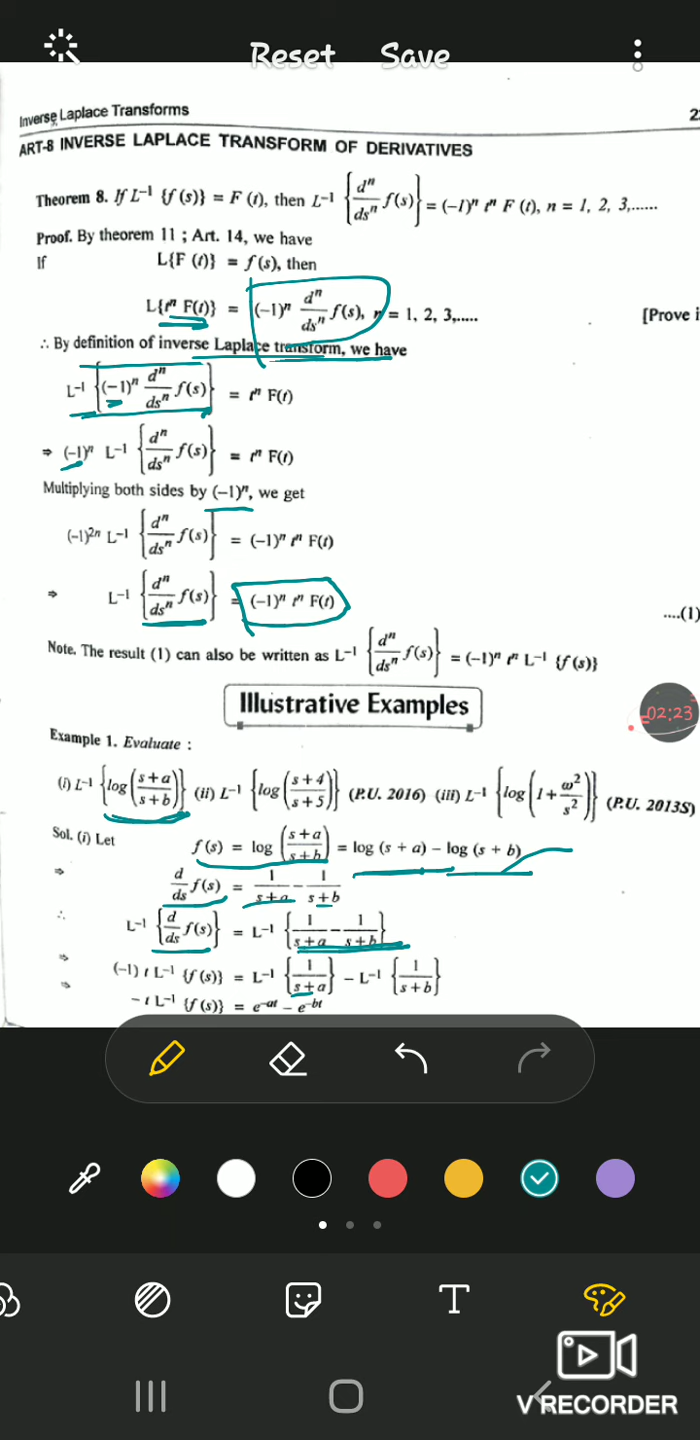 Reset Save
Inverse Laplace Transforms
ART-8 INVERSE LAPLACE TRANSFORM OF DERIVATIVES
Theorem 8. If L⁻¹ {f (s)} = F (t), then L⁻¹ {dⁿ/dsⁿ f(s)} = (–1)ⁿ tⁿ F (t), n = 1, 2, 3,......
Proof. By theorem 11 ; Art. 14, we have
If L{F (t)} = f (s), then
L{tⁿ F(t)} = (–1)ⁿ dⁿ/dsⁿ f(s), n = 1, 2, 3,..... [Prove i
∴ By definition of inverse Laplace transform, we have
L⁻¹ {(–1)ⁿ dⁿ/dsⁿ f(s)} = tⁿ F(t)
⇒ (–1)ⁿ L⁻¹ {dⁿ/dsⁿ f(s)} = tⁿ F(t)
Multiplying both sides by (–1)ⁿ, we get
(–1)²ⁿ L⁻¹ {dⁿ/dsⁿ f(s)} = (–1)ⁿ tⁿ F(t)
⇒ L⁻¹ {dⁿ/dsⁿ f(s)} = (–1)ⁿ tⁿ F(t) ....(1)
Note. The result (1) can also be written as L⁻¹ {dⁿ/dsⁿ f(s)} = (–1)ⁿ tⁿ L⁻¹ {f (s)}
Illustrative Examples
02:23
Example 1. Evaluate :
(i) L⁻¹ {log((s+a)/(s+b))} (ii) L⁻¹ {log((s+4)/(s+5))} (P.U. 2016) (iii) L⁻¹ {log(1+ω²/s²)} (P.U. 2013S)
Sol. (i) Let f (s) = log ((s+a)/(s+b)) = log (s + a) – log (s + b)
⇒ d/ds f(s) = 1/(s+a) – 1/(s+b)
∴ L⁻¹ {d/ds f(s)} = L⁻¹ {1/(s+a) – 1/(s+b)}
⇒ (–1) t L⁻¹ {f (s)} = L⁻¹ {1/(s+a)} – L⁻¹ {1/(s+b)}
⇒ – t L⁻¹ {f (s)} = e⁻ᵃᵗ – e⁻ᵇᵗ
T
V RECORDER